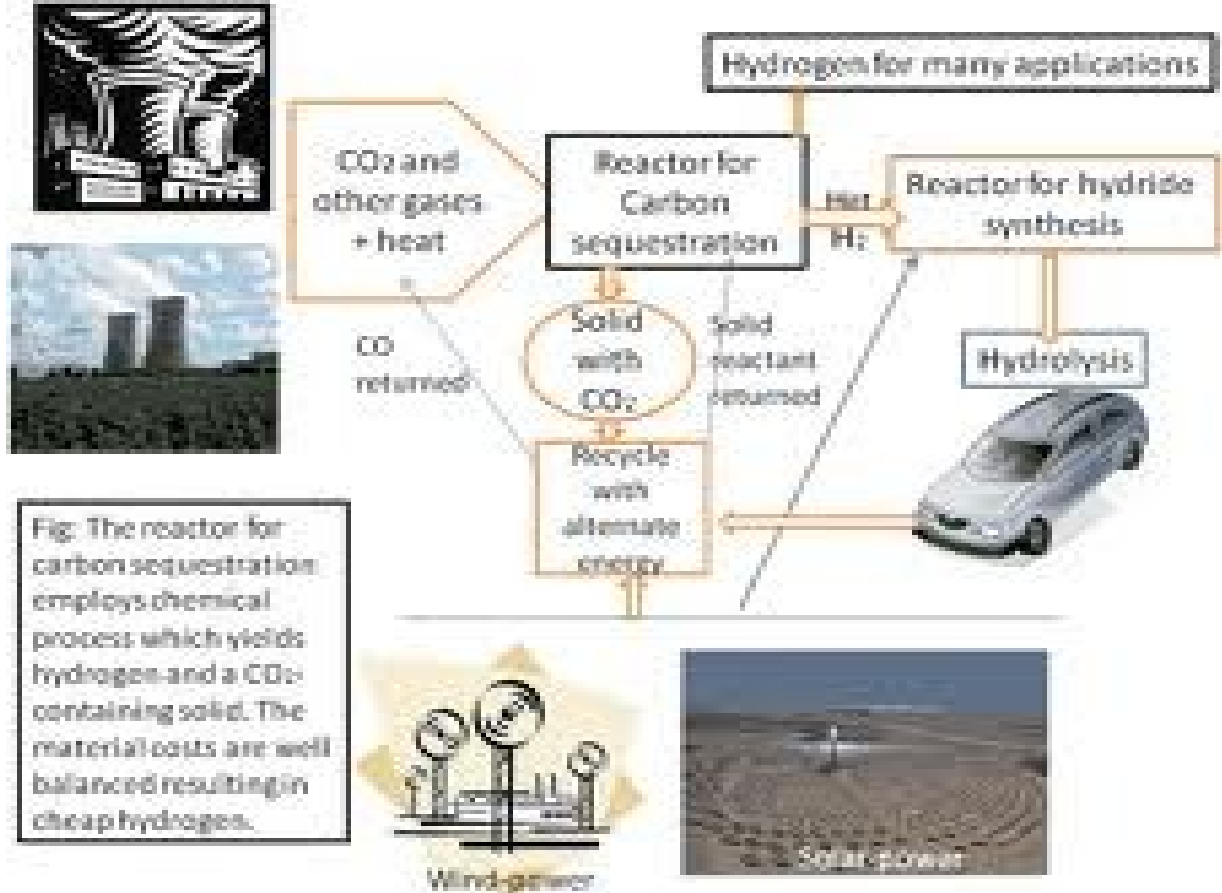 Hydrogen for many applications
CO₂ and
other gases
+ heat
Reactor for
Carbon
sequestration
Hot
H₂
Reactor for hydride
synthesis
CO
returned
Solid
with
CO₂
Solid
reactant
returned
Hydrolysis
Recycle
with
alternate
energy
Fig: The reactor for
carbon sequestration
employs chemical
process which yields
hydrogen and a CO₂-
containing solid. The
material costs are well
balanced resulting in
cheap hydrogen.
Wind-power
Solar-power